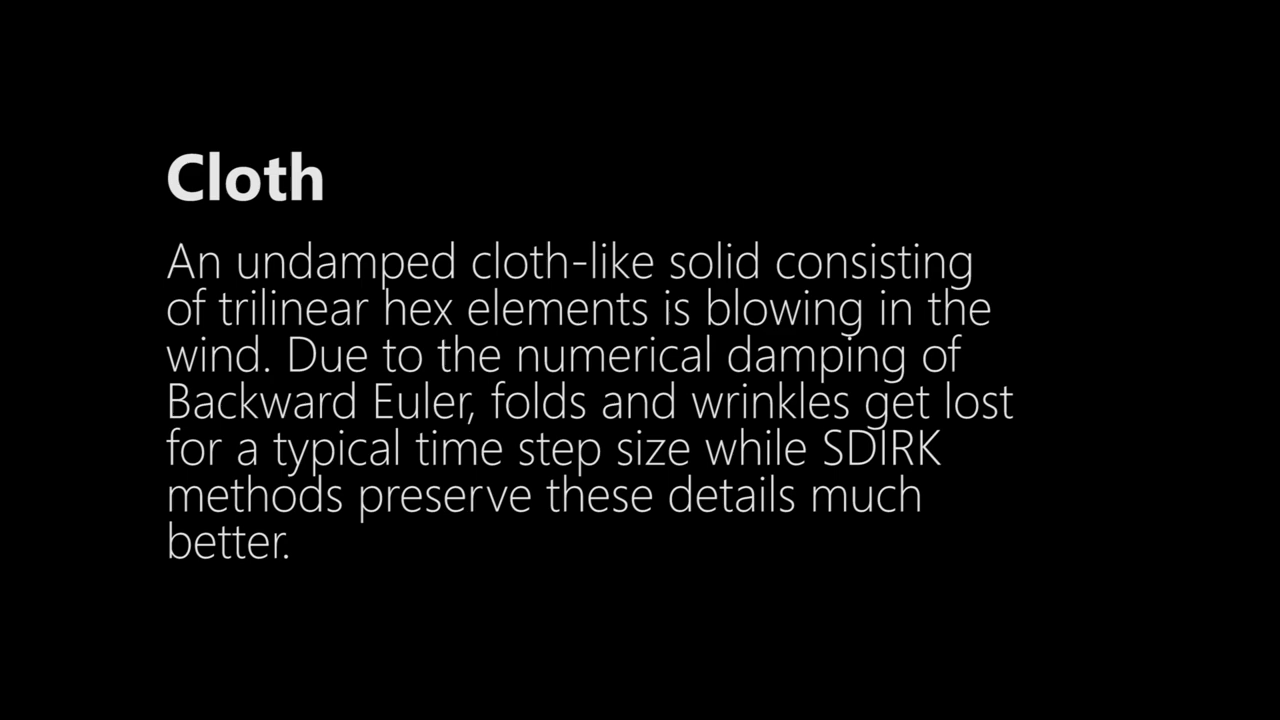 Cloth
An undamped cloth-like solid consisting
of trilinear hex elements is blowing in the
wind. Due to the numerical damping of
Backward Euler, folds and wrinkles get lost
for a typical time step size while SDIRK
methods preserve these details much
better.